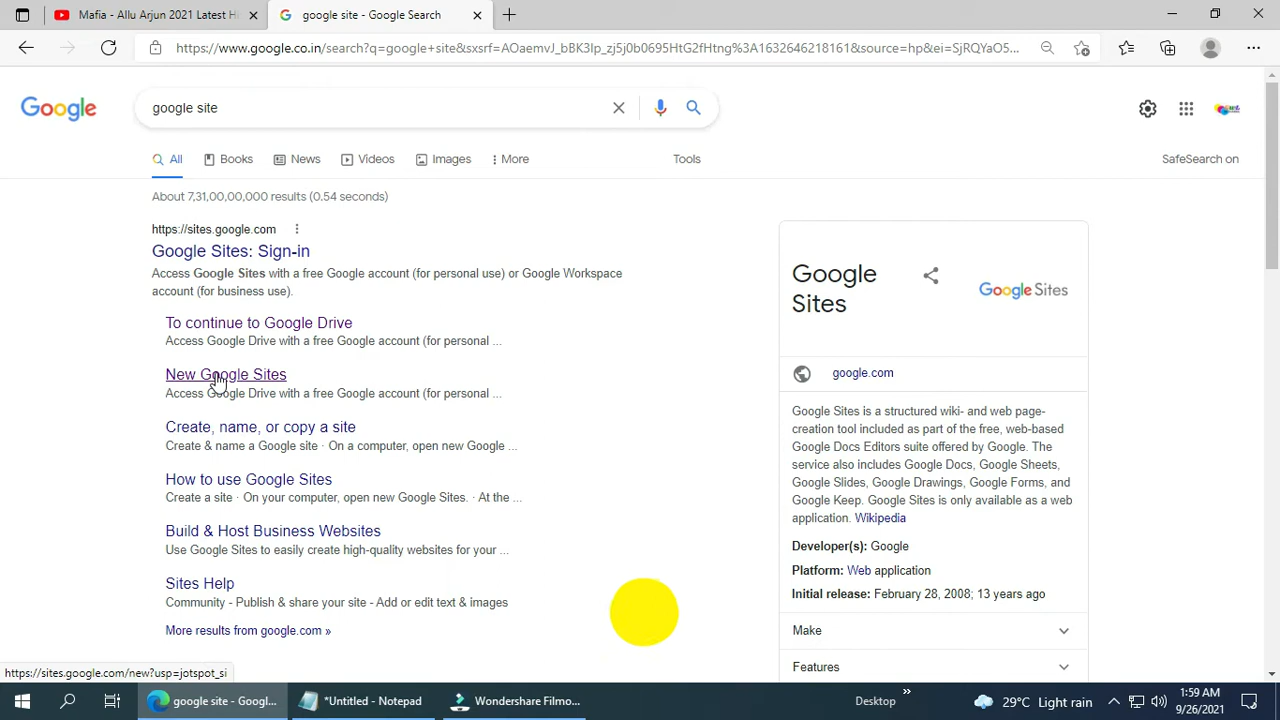 Mafia - Allu Arjun 2021 Latest H
google site - Google Search
https://www.google.co.in/search?q=google+site&sxsrf=AOaemvJ_bBK3Ip_zj5j0b0695HtG2fHtng%3A1632646218161&source=hp&ei=SjRQYaO5...
Google
google site
All
Books
News
Videos
Images
More
Tools
SafeSearch on
About 7,31,00,00,000 results (0.54 seconds)
https://sites.google.com
Google Sites: Sign-in
Access Google Sites with a free Google account (for personal use) or Google Workspace
account (for business use).
To continue to Google Drive
Access Google Drive with a free Google account (for personal ...
New Google Sites
Access Google Drive with a free Google account (for personal ...
Create, name, or copy a site
Create & name a Google site · On a computer, open new Google ...
How to use Google Sites
Create a site · On your computer, open new Google Sites. · At the ...
Build & Host Business Websites
Use Google Sites to easily create high-quality websites for your ...
Sites Help
Community - Publish & share your site - Add or edit text & images
More results from google.com »
Google
Sites
Google Sites
google.com
Google Sites is a structured wiki- and web page-
creation tool included as part of the free, web-based
Google Docs Editors suite offered by Google. The
service also includes Google Docs, Google Sheets,
Google Slides, Google Drawings, Google Forms, and
Google Keep. Google Sites is only available as a web
application. Wikipedia
Developer(s): Google
Platform: Web application
Initial release: February 28, 2008; 13 years ago
Make
Features
https://sites.google.com/new?usp=jotspot_si
google site - Googl...
*Untitled - Notepad
Wondershare Filmo...
Desktop
29°C Light rain
1:59 AM
9/26/2021